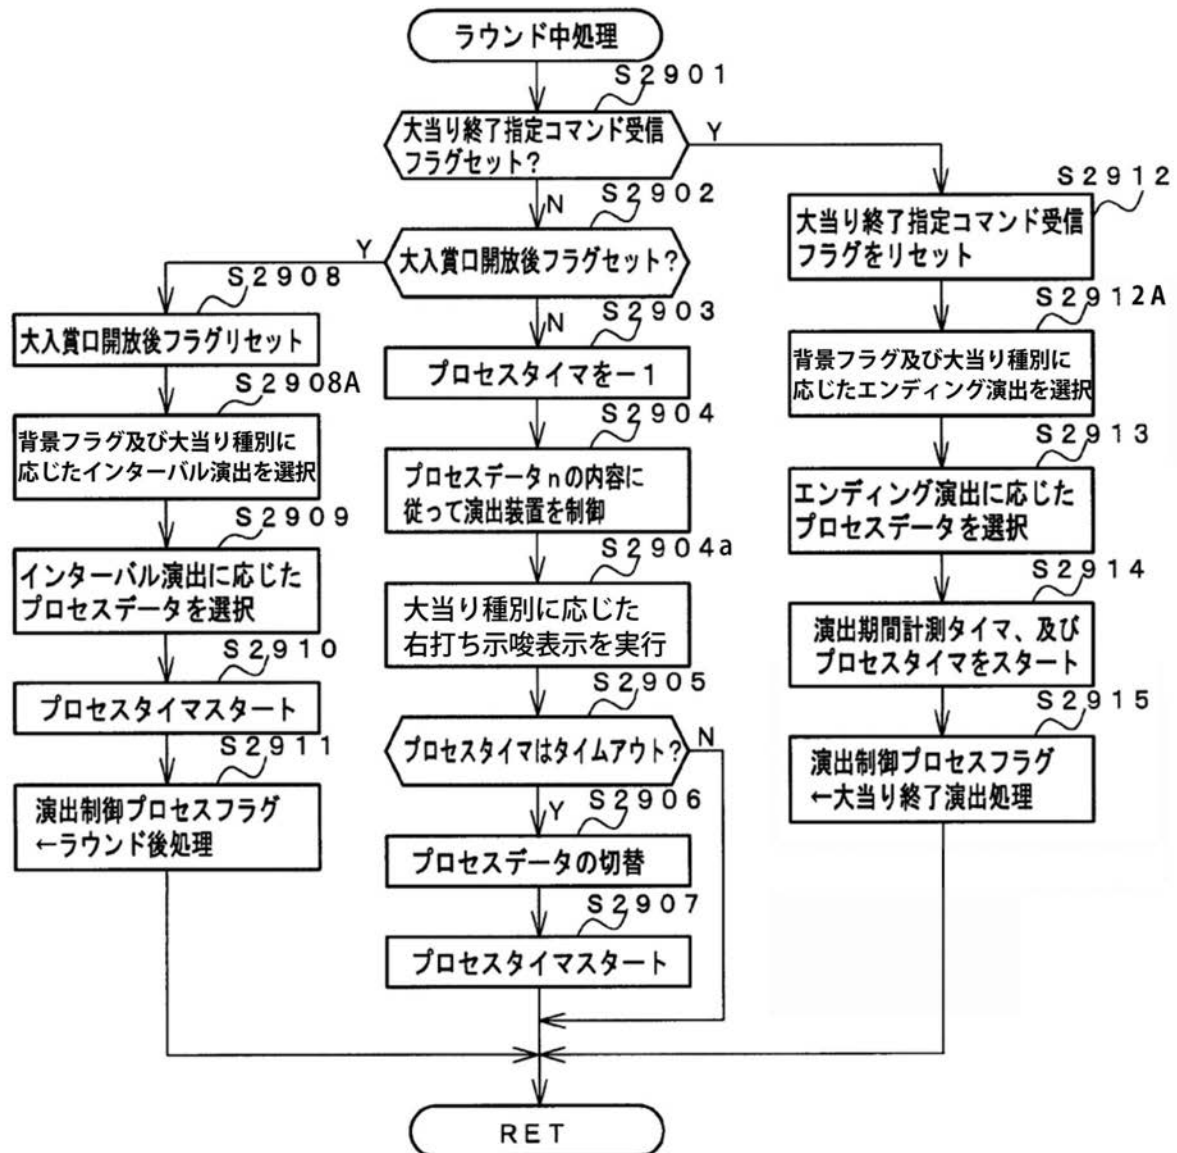 ラウンド中処理
S2901
大当り終了指定コマンド受信
フラグセット?
Y
N
S2902
大入賞口開放後フラグセット?
Y
N
S2908
大入賞口開放後フラグリセット
S2908A
背景フラグ及び大当り種別に
応じたインターバル演出を選択
S2909
インターバル演出に応じた
プロセスデータを選択
S2910
プロセスタイマスタート
S2911
演出制御プロセスフラグ
←ラウンド後処理
S2903
プロセスタイマを-1
S2904
プロセスデータnの内容に
従って演出装置を制御
S2904a
大当り種別に応じた
右打ち示唆表示を実行
S2905
プロセスタイマはタイムアウト?
N
Y
S2906
プロセスデータの切替
S2907
プロセスタイマスタート
S2912
大当り終了指定コマンド受信
フラグをリセット
S2912A
背景フラグ及び大当り種別に
応じたエンディング演出を選択
S2913
エンディング演出に応じた
プロセスデータを選択
S2914
演出期間計測タイマ、及び
プロセスタイマをスタート
S2915
演出制御プロセスフラグ
←大当り終了演出処理
RET